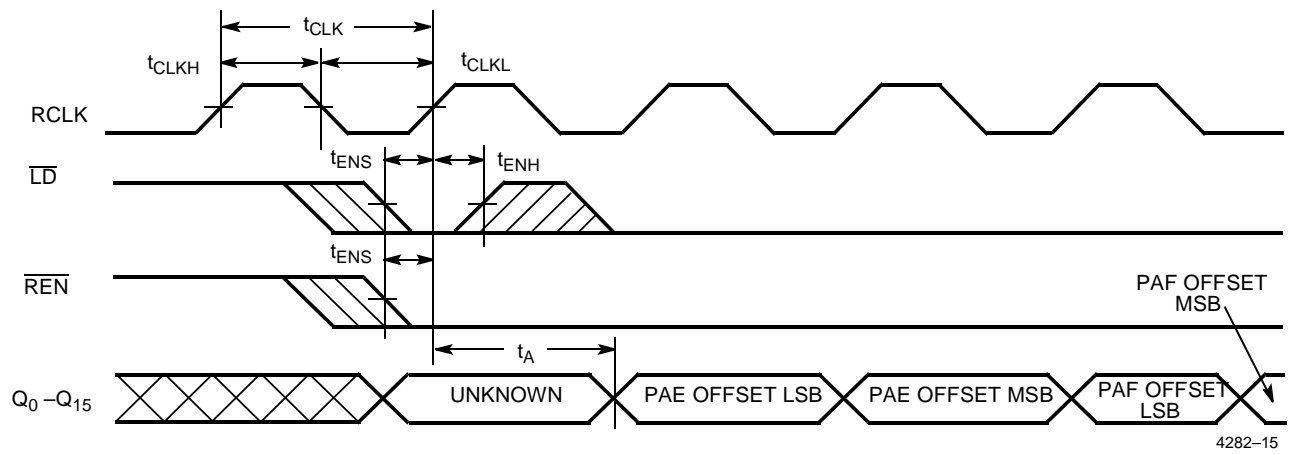 tCLK
tCLKH
tCLKL
RCLK
tENS
tENH
LD
tENS
REN
PAF OFFSET
MSB
tA
Q0 –Q15
UNKNOWN
PAE OFFSET LSB
PAE OFFSET MSB
PAF OFFSET
LSB
4282–15